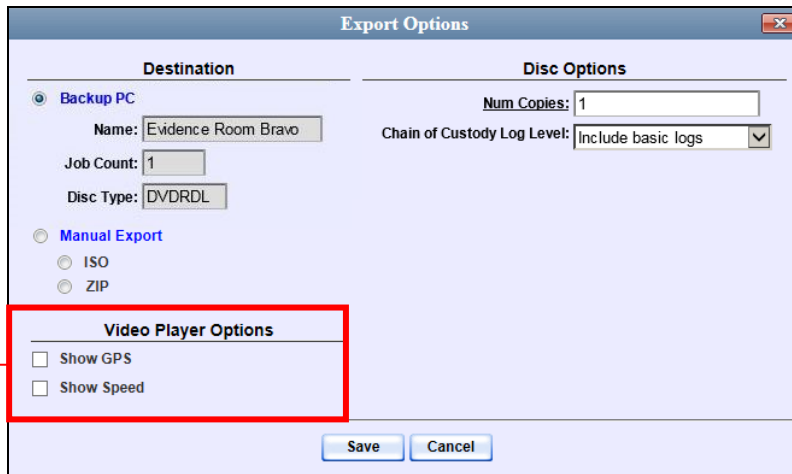 Export Options
Destination
Backup PC
Name: Evidence Room Bravo
Job Count: 1
Disc Type: DVDRDL
Manual Export
ISO
ZIP
Video Player Options
Show GPS
Show Speed
Disc Options
Num Copies: 1
Chain of Custody Log Level: Include basic logs
Save Cancel